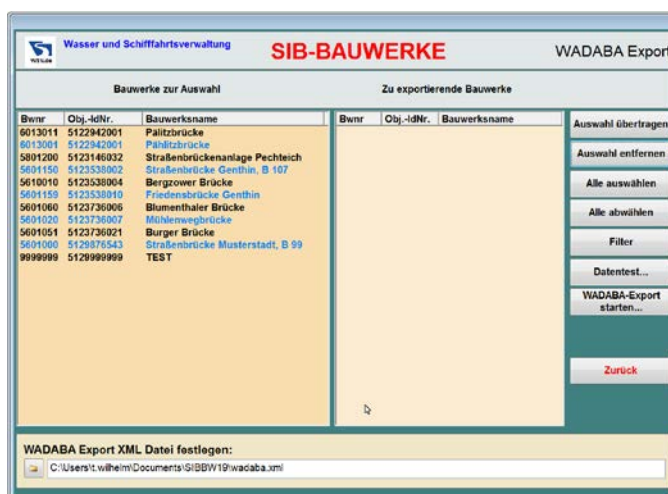 Wasser und Schifffahrtsverwaltung
SIB-BAUWERKE
WADABA Export
Bauwerke zur Auswahl
Zu exportierende Bauwerke
Bwnr Obj.-IdNr. Bauwerksname
Bwnr Obj.-IdNr. Bauwerksname
6013011 5122942001 Pälitzbrücke
6013001 5122942001 Pählitzbrücke
5801200 5123146032 Straßenbrückenanlage Pechteich
5601150 5123538002 Straßenbrücke Genthin, B 107
5610010 5123538004 Bergzower Brücke
5601159 5123538010 Friedensbrücke Genthin
5601060 5123736006 Blumenthaler Brücke
5601020 5123736007 Mühlenwegbrücke
5601051 5123736021 Burger Brücke
5601000 5129876543 Straßenbrücke Musterstadt, B 99
9999999 5129999999 TEST
Auswahl übertragen
Auswahl entfernen
Alle auswählen
Alle abwählen
Filter
Datentest...
WADABA-Export
starten...
Zurück
WADABA Export XML Datei festlegen:
C:\Users\t.wilhelm\Documents\SIBBW19\wadaba.xml